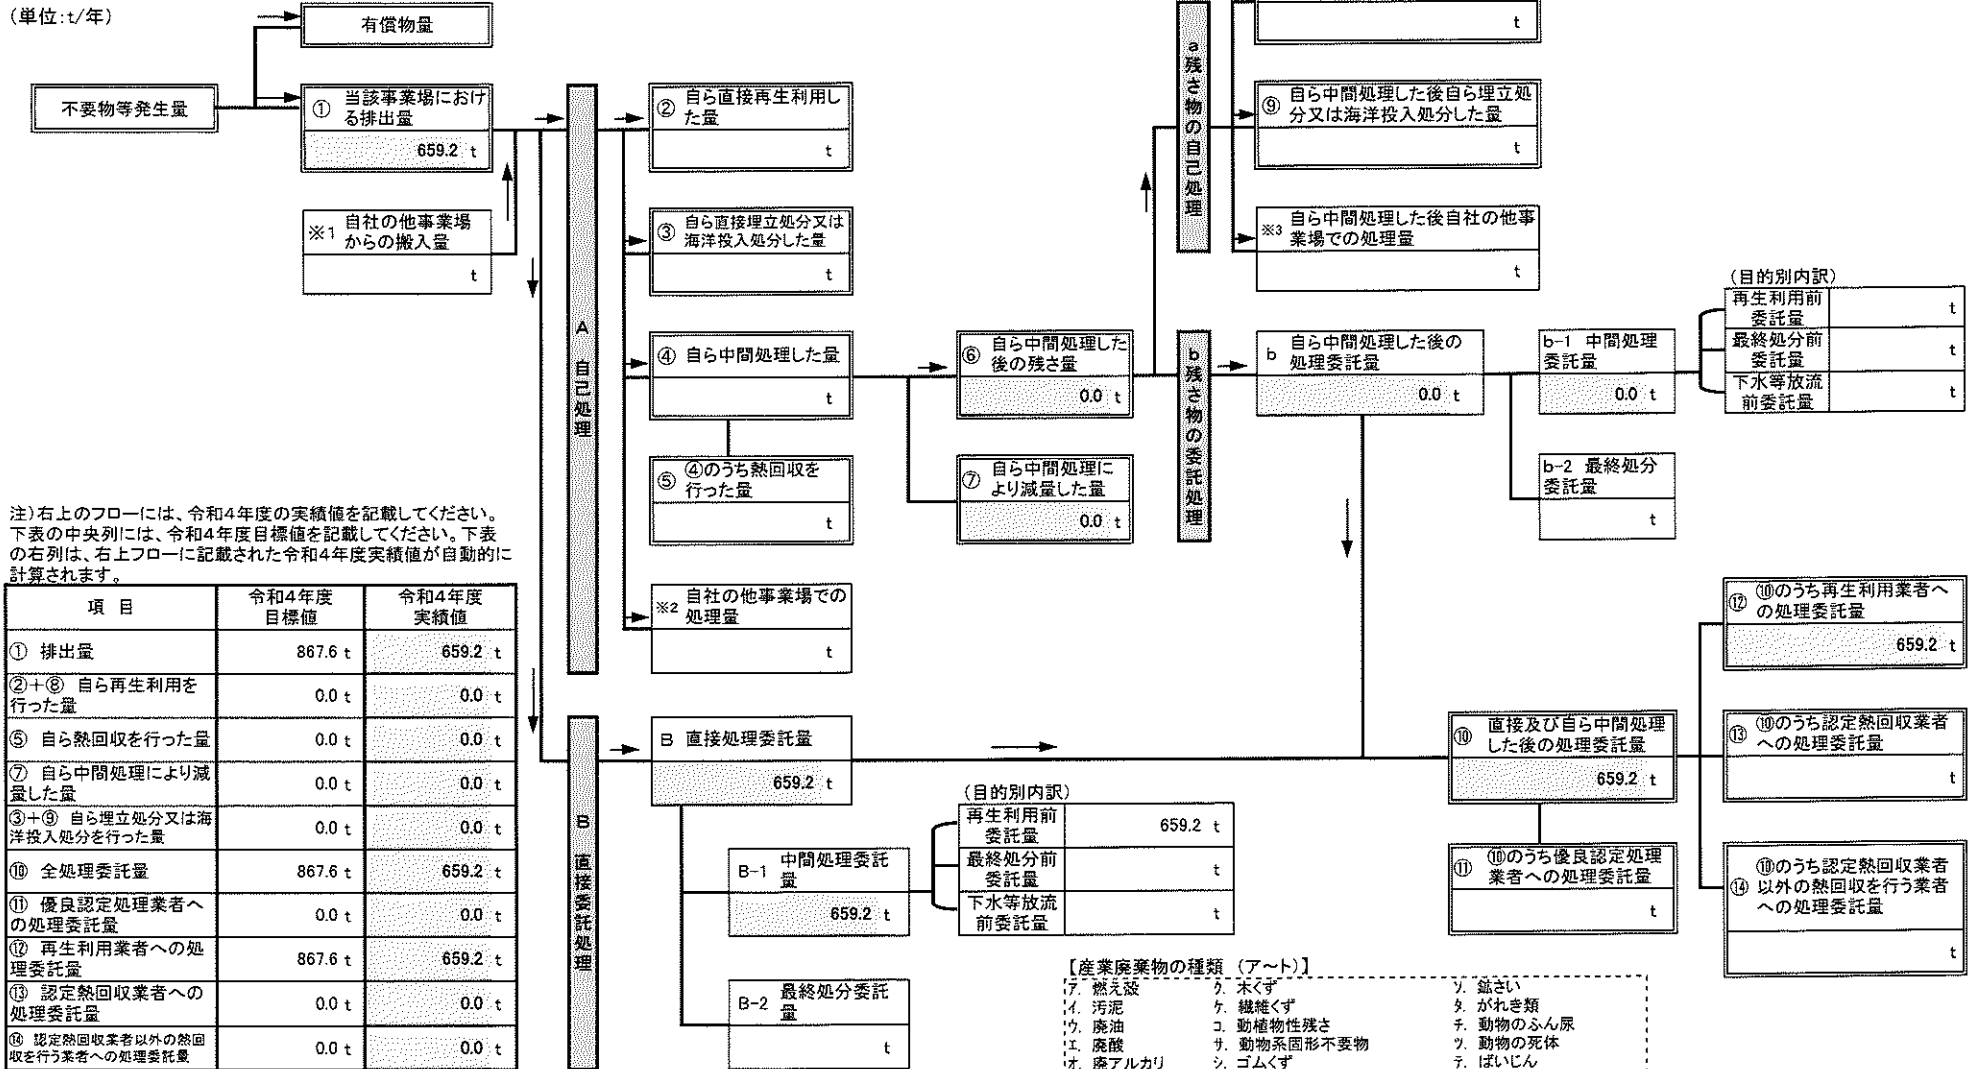 (単位:t/年)
有償物量
不要物等発生量
① 当該事業場におけ
る排出量
659.2 t
※1 自社の他事業場
からの搬入量
t
A 自己処理
② 自ら直接再生利用し
た量
t
③ 自ら直接埋立処分又は
海洋投入処分した量
t
④ 自ら中間処理した量
t
⑤ ④のうち熱回収を
行った量
t
※2 自社の他事業場での
処理量
t
⑥ 自ら中間処理した
後の残さ量
0.0 t
⑦ 自ら中間処理に
より減量した量
0.0 t
a 残さ物の自己処理
t
⑨ 自ら中間処理した後自ら埋立処
分又は海洋投入処分した量
t
※3 自ら中間処理した後自社の他事
業場での処理量
t
b 残さ物の委託処理
b 自ら中間処理した後の
処理委託量
0.0 t
b-1 中間処理
委託量
0.0 t
(目的別内訳)
再生利用前
委託量 t
最終処分前
委託量 t
下水等放流
前委託量 t
b-2 最終処分
委託量
t
注)右上のフローには、令和4年度の実績値を記載してください。
下表の中央列には、令和4年度目標値を記載してください。下表
の右列は、右上フローに記載された令和4年度実績値が自動的に
計算されます。
項 目 令和4年度 目標値 令和4年度 実績値
① 排出量 867.6 t 659.2 t
②+⑧ 自ら再生利用を
行った量 0.0 t 0.0 t
⑤ 自ら熱回収を行った量 0.0 t 0.0 t
⑦ 自ら中間処理により減
量した量 0.0 t 0.0 t
③+⑨ 自ら埋立処分又は海
洋投入処分を行った量 0.0 t 0.0 t
⑩ 全処理委託量 867.6 t 659.2 t
⑪ 優良認定処理業者へ
の処理委託量 0.0 t 0.0 t
⑫ 再生利用業者への処
理委託量 867.6 t 659.2 t
⑬ 認定熱回収業者への
処理委託量 0.0 t 0.0 t
⑭ 認定熱回収業者以外の熱回
収を行う業者への処理委託量 0.0 t 0.0 t
B 直接委託処理
B 直接処理委託量
659.2 t
B-1 中間処理委託
量
659.2 t
(目的別内訳)
再生利用前
委託量 659.2 t
最終処分前
委託量 t
下水等放流
前委託量 t
B-2 最終処分委託
量
t
⑩ 直接及び自ら中間処理
した後の処理委託量
659.2 t
⑪ ⑩のうち優良認定処理
業者への処理委託量
t
⑫ ⑩のうち再生利用業者へ
の処理委託量
659.2 t
⑬ ⑩のうち認定熱回収業者
への処理委託量
t
⑭ ⑩のうち認定熱回収業者
以外の熱回収を行う業者
への処理委託量
t
【産業廃棄物の種類 (ア~ト)】
ア. 燃え殻 ク. 木くず ソ. 鉱さい
イ. 汚泥 ケ. 繊維くず タ. がれき類
ウ. 廃油 コ. 動植物性残さ チ. 動物のふん尿
エ. 廃酸 サ. 動物系固形不要物 ツ. 動物の死体
オ. 廃アルカリ シ. ゴムくず テ. ばいじん